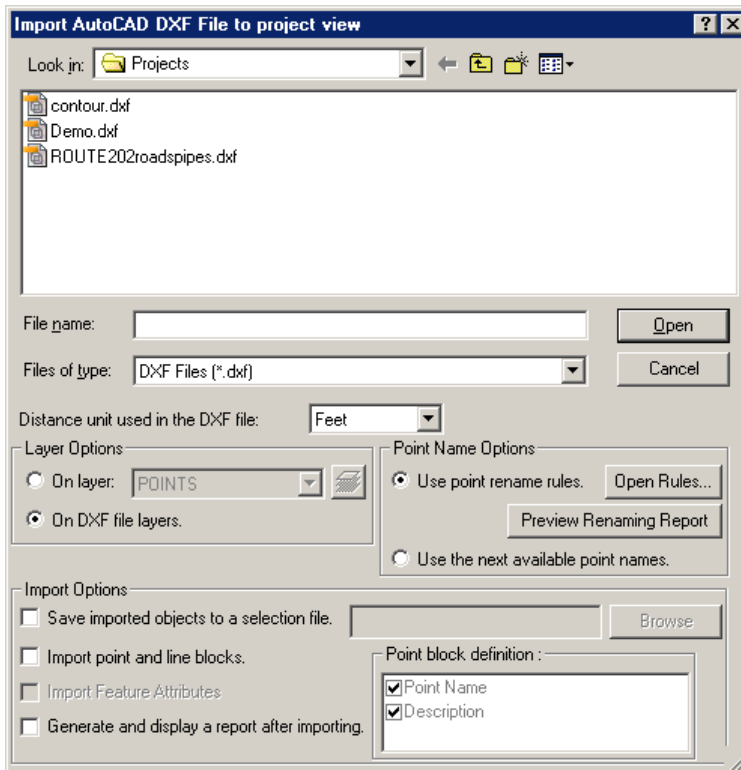 Import AutoCAD DXF File to project view
Look in: Projects
contour.dxf
Demo.dxf
ROUTE202roadspipes.dxf
File name: Open
Files of type: DXF Files (*.dxf) Cancel
Distance unit used in the DXF file: Feet
Layer Options
On layer: POINTS
On DXF file layers.
Point Name Options
Use point rename rules. Open Rules...
Preview Renaming Report
Use the next available point names.
Import Options
Save imported objects to a selection file. Browse
Import point and line blocks.
Import Feature Attributes
Generate and display a report after importing.
Point block definition :
Point Name
Description